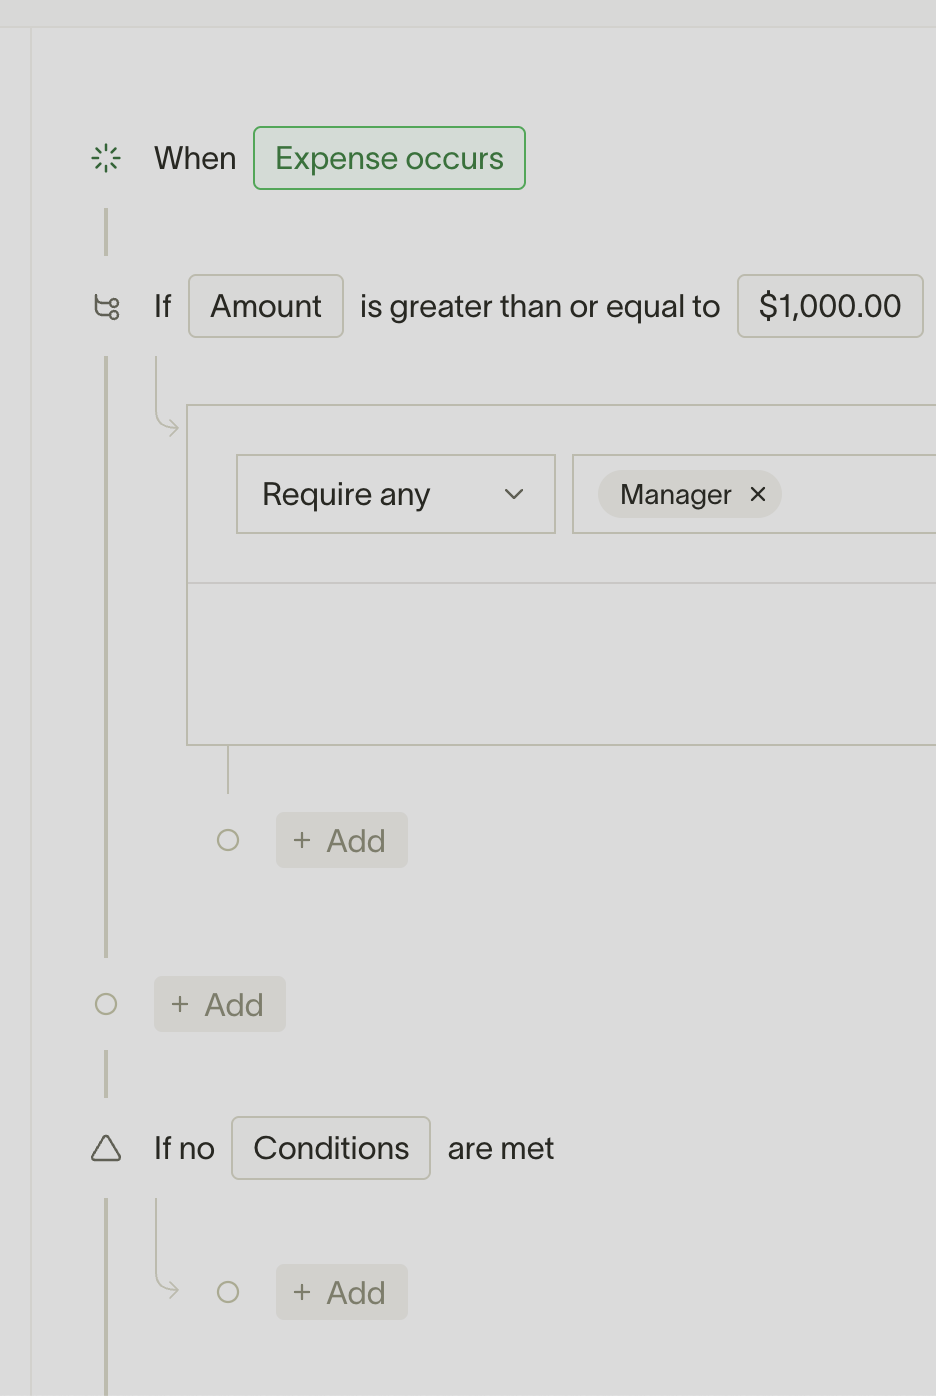 When Expense occurs
If Amount is greater than or equal to $1,000.00
Require any Manager
+ Add
+ Add
If no Conditions are met
+ Add